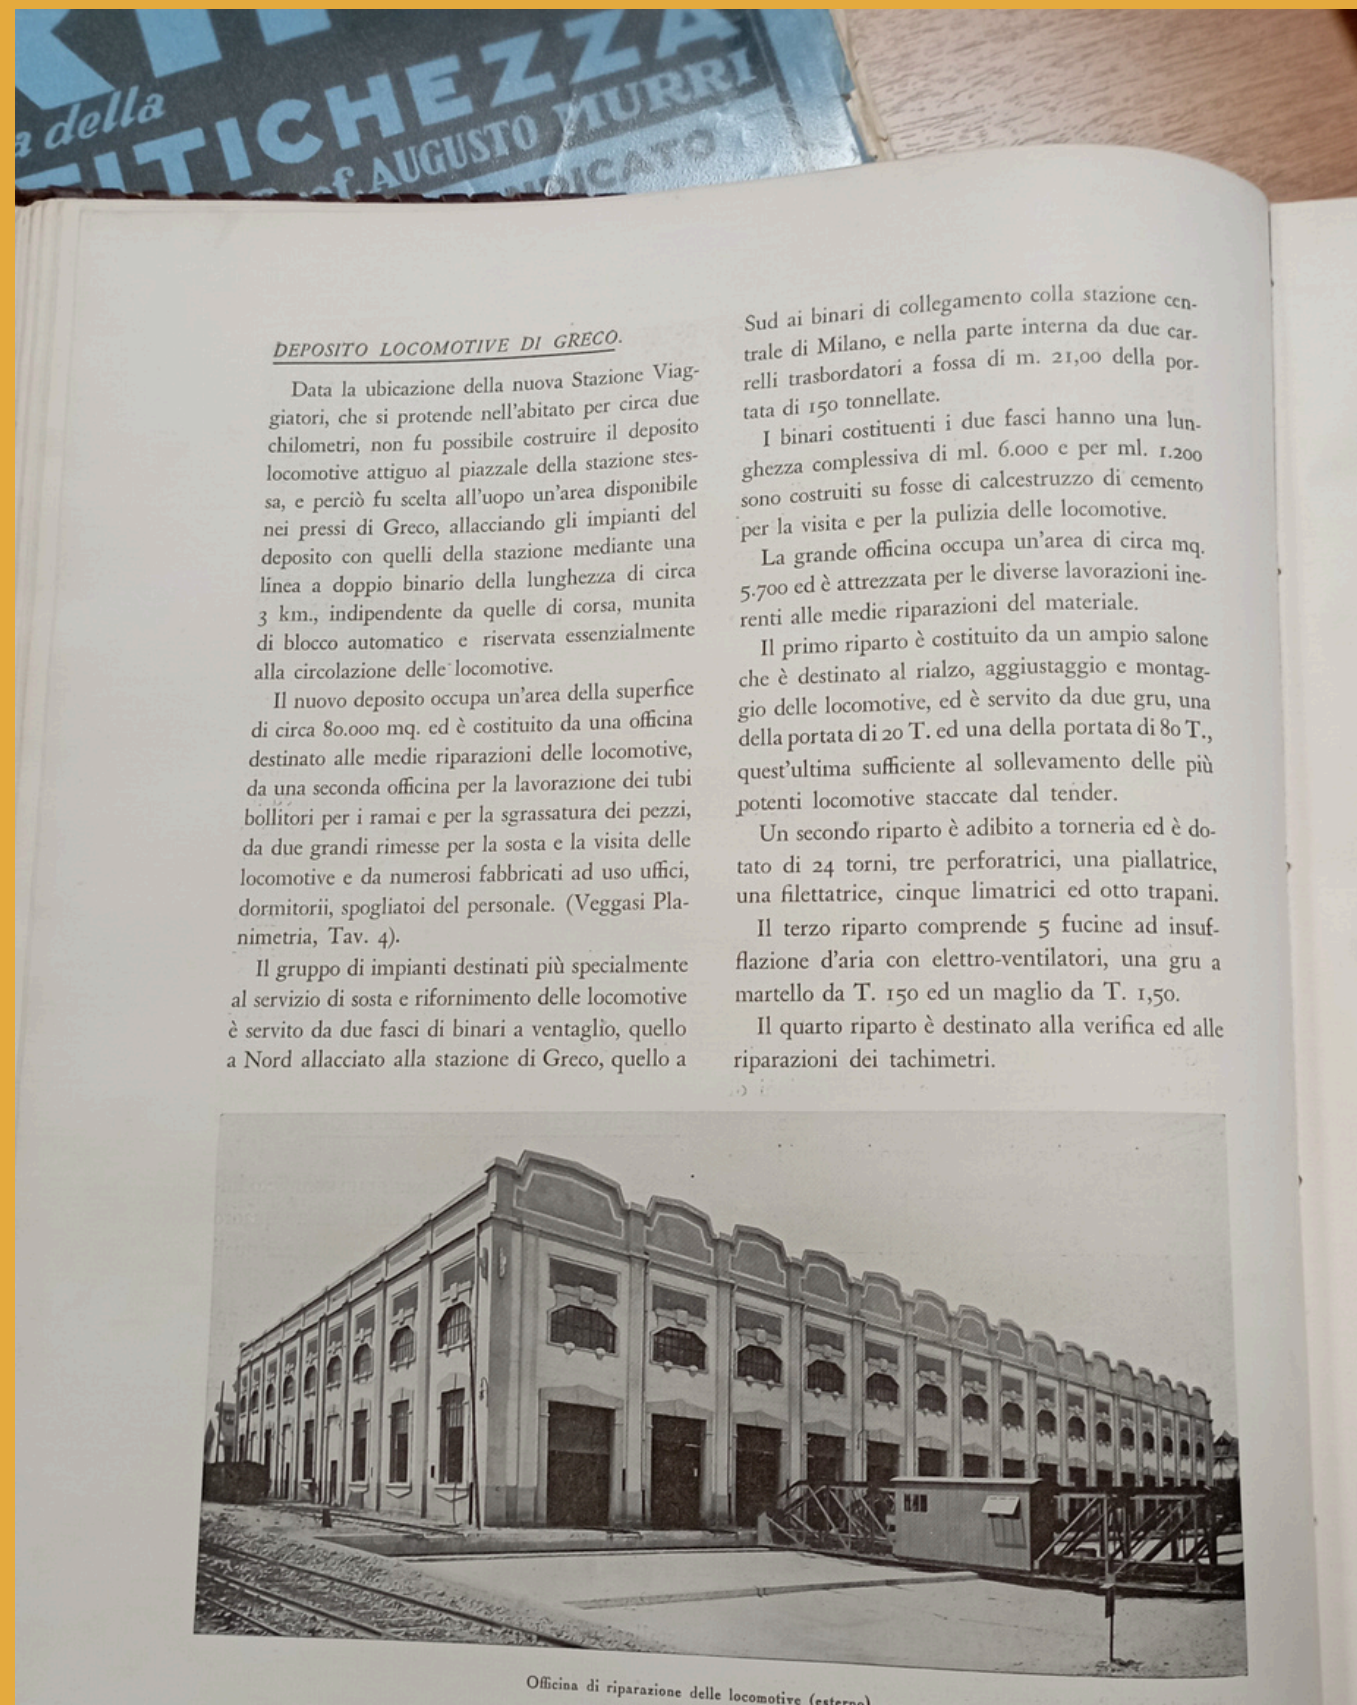 della
TITICHEZZA
AUGUSTO MURRI
DEPOSITO LOCOMOTIVE DI GRECO.
Data la ubicazione della nuova Stazione Viag-
giatori, che si protende nell'abitato per circa due
chilometri, non fu possibile costruire il deposito
locomotive attiguo al piazzale della stazione stes-
sa, e perciò fu scelta all'uopo un'area disponibile
nei pressi di Greco, allacciando gli impianti del
deposito con quelli della stazione mediante una
linea a doppio binario della lunghezza di circa
3 km., indipendente da quelle di corsa, munita
di blocco automatico e riservata essenzialmente
alla circolazione delle locomotive.
Il nuovo deposito occupa un'area della superfice
di circa 80.000 mq. ed è costituito da una officina
destinato alle medie riparazioni delle locomotive,
da una seconda officina per la lavorazione dei tubi
bollitori per i ramai e per la sgrassatura dei pezzi,
da due grandi rimesse per la sosta e la visita delle
locomotive e da numerosi fabbricati ad uso uffici,
dormitorii, spogliatoi del personale. (Veggasi Pla-
nimetria, Tav. 4).
Il gruppo di impianti destinati più specialmente
al servizio di sosta e rifornimento delle locomotive
è servito da due fasci di binari a ventaglio, quello
a Nord allacciato alla stazione di Greco, quello a
Sud ai binari di collegamento colla stazione cen-
trale di Milano, e nella parte interna da due car-
relli trasbordatori a fossa di m. 21,00 della por-
tata di 150 tonnellate.
I binari costituenti i due fasci hanno una lun-
ghezza complessiva di ml. 6.000 e per ml. 1.200
sono costruiti su fosse di calcestruzzo di cemento
per la visita e per la pulizia delle locomotive.
La grande officina occupa un'area di circa mq.
5.700 ed è attrezzata per le diverse lavorazioni ine-
renti alle medie riparazioni del materiale.
Il primo riparto è costituito da un ampio salone
che è destinato al rialzo, aggiustaggio e montag-
gio delle locomotive, ed è servito da due gru, una
della portata di 20 T. ed una della portata di 80 T.,
quest'ultima sufficiente al sollevamento delle più
potenti locomotive staccate dal tender.
Un secondo riparto è adibito a torneria ed è do-
tato di 24 torni, tre perforatrici, una piallatrice,
una filettatrice, cinque limatrici ed otto trapani.
Il terzo riparto comprende 5 fucine ad insuf-
flazione d'aria con elettro-ventilatori, una gru a
martello da T. 150 ed un maglio da T. 1,50.
Il quarto riparto è destinato alla verifica ed alle
riparazioni dei tachimetri.
Officina di riparazione delle locomotive (esterno)